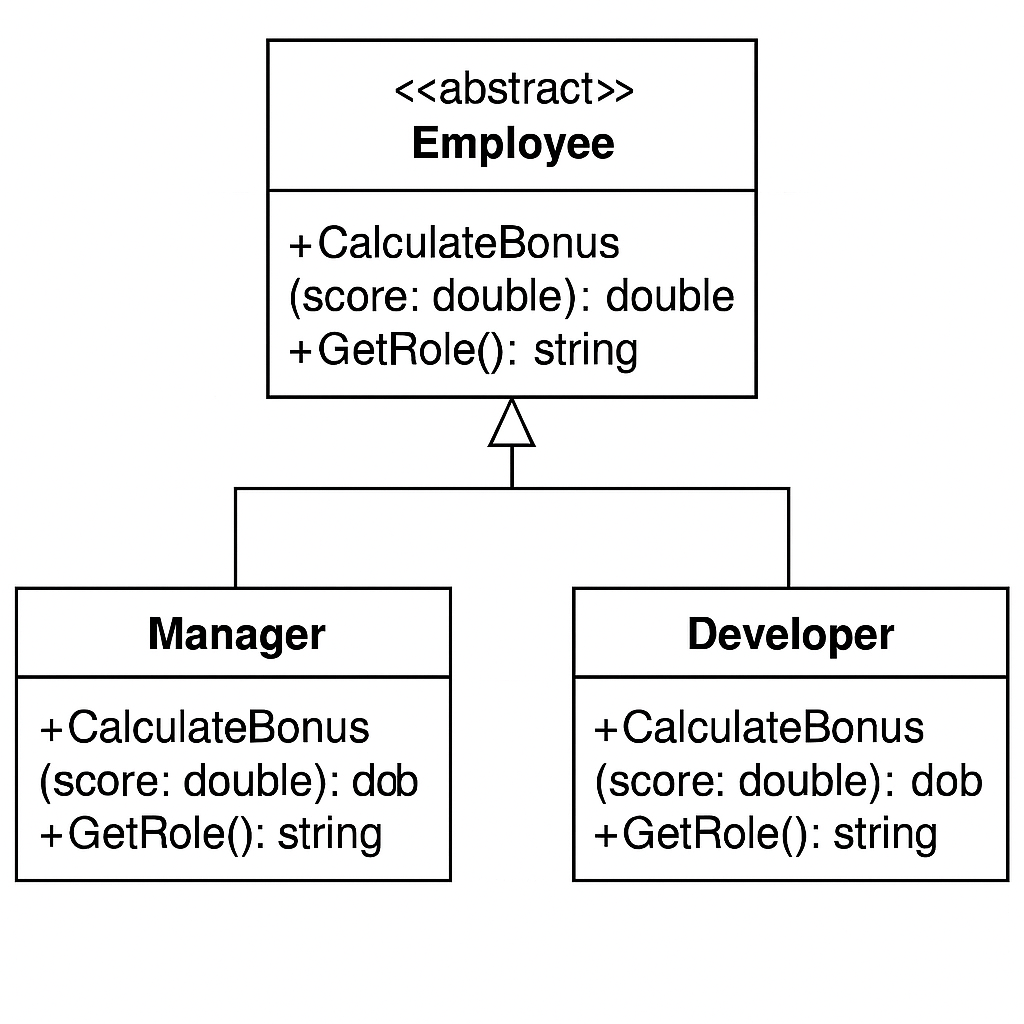 <<abstract>>
Employee
+CalculateBonus
(score: double): double
+GetRole(): string
Manager
+CalculateBonus
(score: double): dob
+GetRole(): string
Developer
+CalculateBonus
(score: double): dob
+GetRole(): string